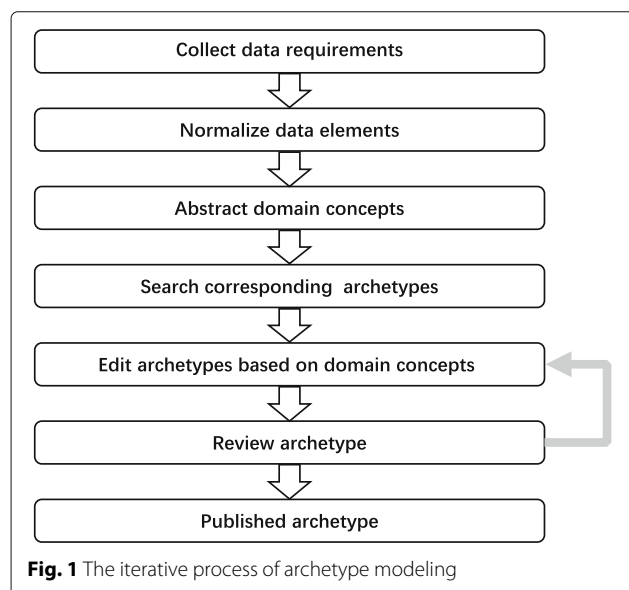 Collect data requirements
Normalize data elements
Abstract domain concepts
Search corresponding archetypes
Edit archetypes based on domain concepts
Review archetype
Published archetype
Fig. 1 The iterative process of archetype modeling